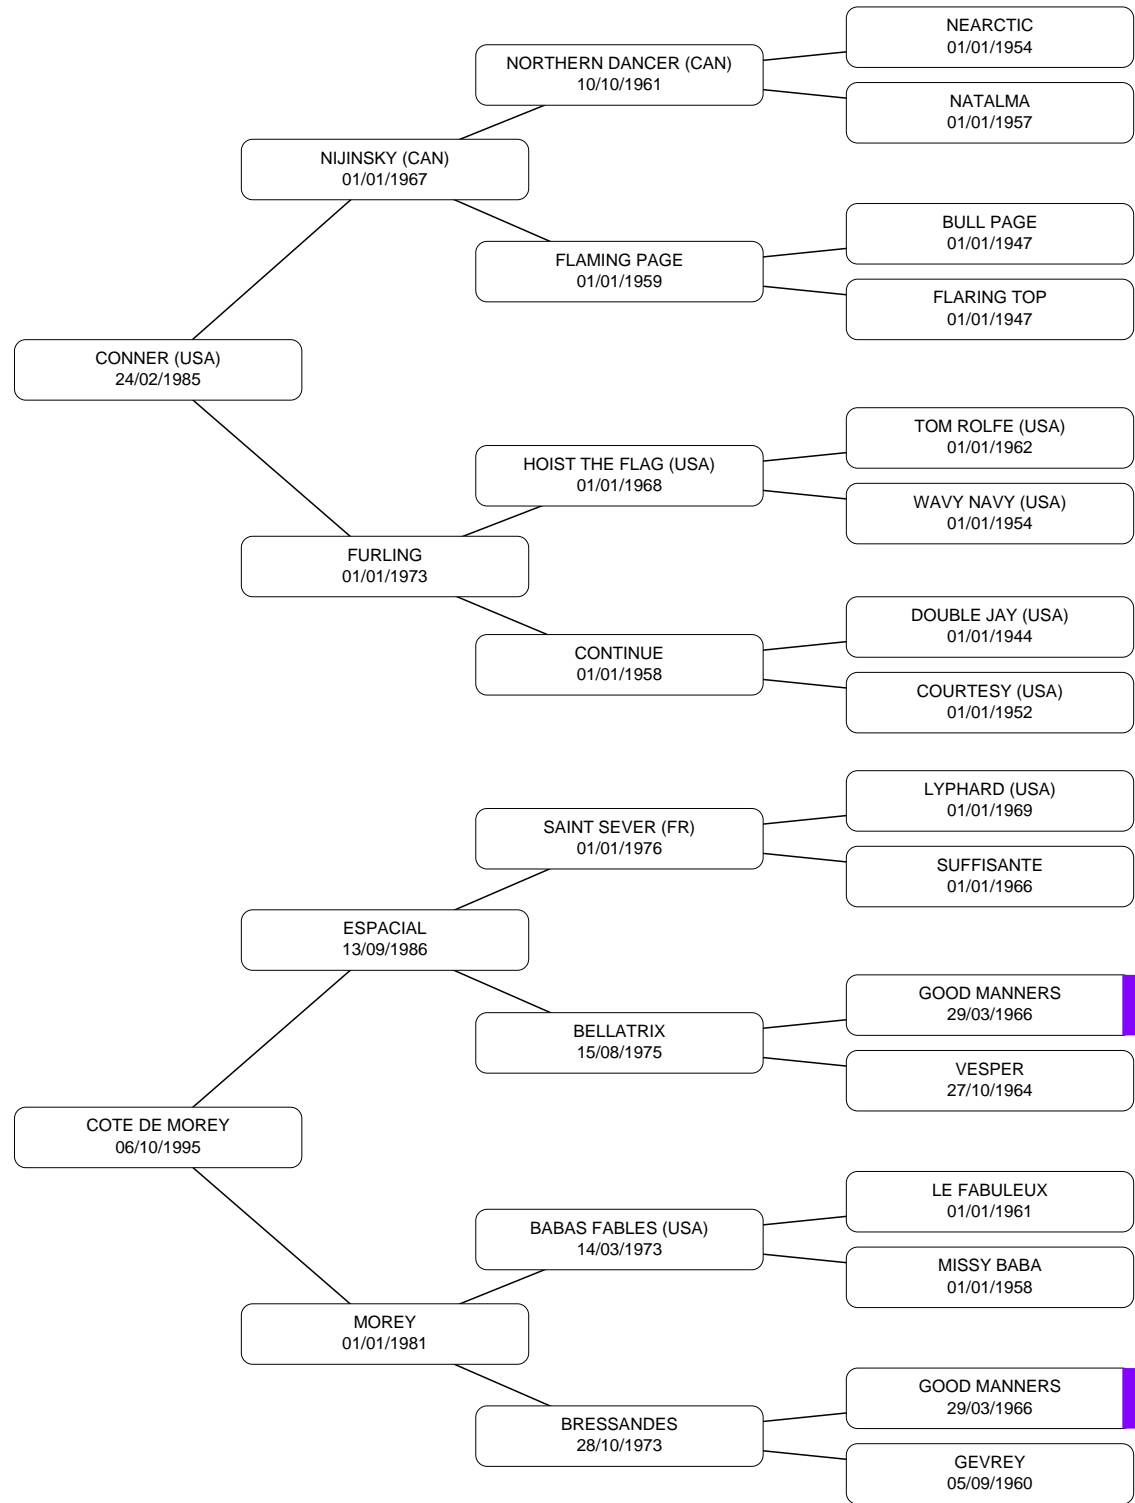 NEARCTIC
01/01/1954
NORTHERN DANCER (CAN)
10/10/1961
NATALMA
01/01/1957
NIJINSKY (CAN)
01/01/1967
BULL PAGE
01/01/1947
FLAMING PAGE
01/01/1959
FLARING TOP
01/01/1947
CONNER (USA)
24/02/1985
TOM ROLFE (USA)
01/01/1962
HOIST THE FLAG (USA)
01/01/1968
WAVY NAVY (USA)
01/01/1954
FURLING
01/01/1973
DOUBLE JAY (USA)
01/01/1944
CONTINUE
01/01/1958
COURTESY (USA)
01/01/1952
LYPHARD (USA)
01/01/1969
SAINT SEVER (FR)
01/01/1976
SUFFISANTE
01/01/1966
ESPACIAL
13/09/1986
GOOD MANNERS
29/03/1966
BELLATRIX
15/08/1975
VESPER
27/10/1964
COTE DE MOREY
06/10/1995
LE FABULEUX
01/01/1961
BABAS FABLES (USA)
14/03/1973
MISSY BABA
01/01/1958
MOREY
01/01/1981
GOOD MANNERS
29/03/1966
BRESSANDES
28/10/1973
GEVREY
05/09/1960